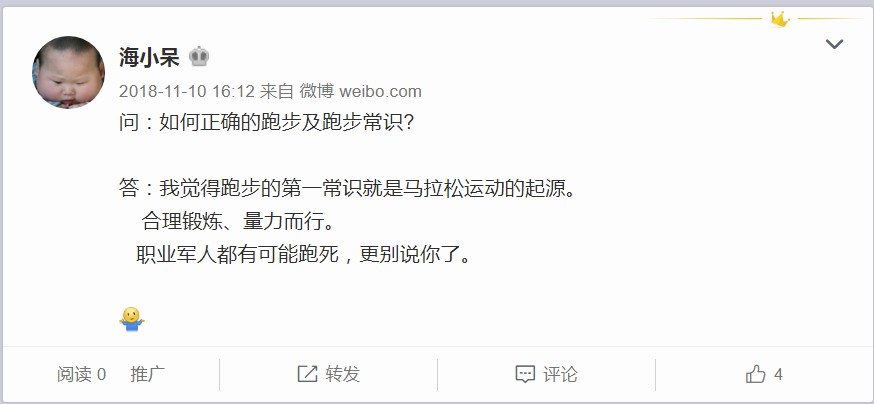 海小呆
2018-11-10 16:12 来自 微博 weibo.com
问：如何正确的跑步及跑步常识?
答：我觉得跑步的第一常识就是马拉松运动的起源。
合理锻炼、量力而行。
职业军人都有可能跑死，更别说你了。
阅读 0 推广 转发 评论 4